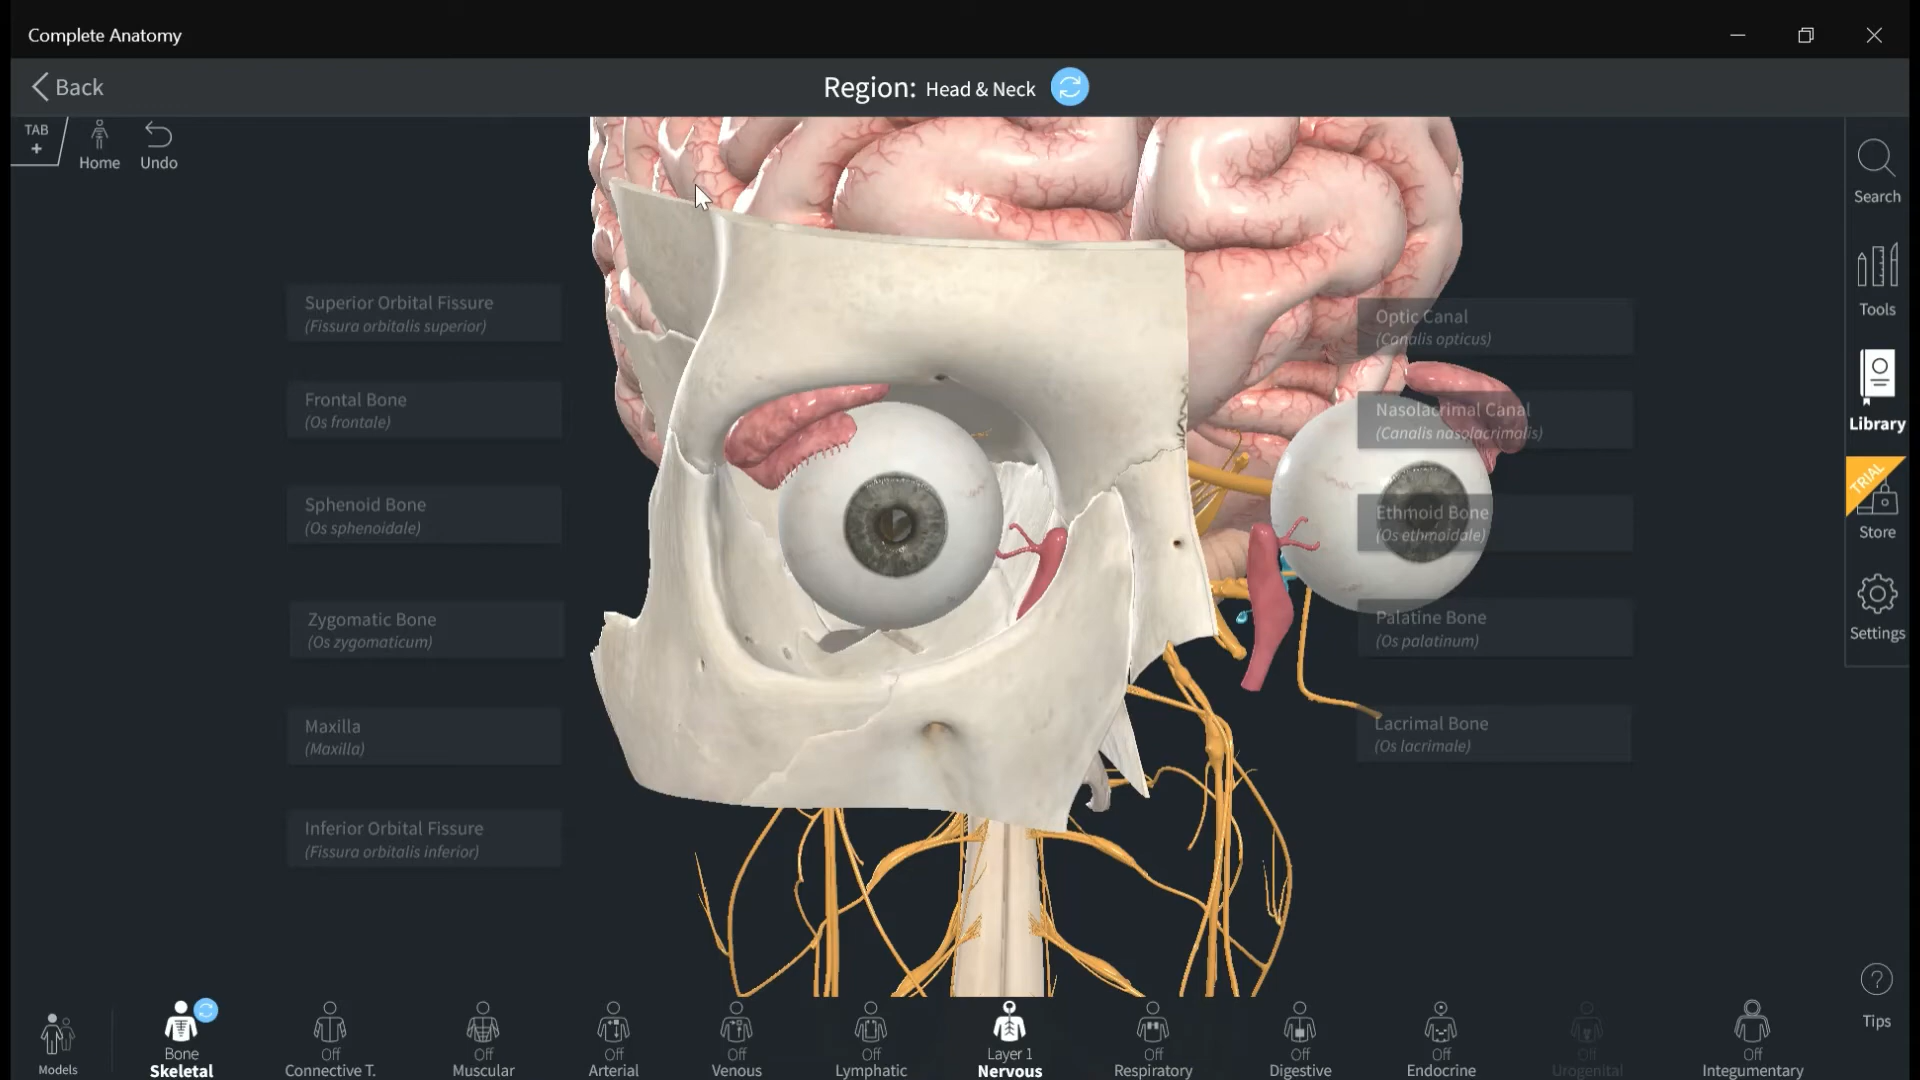 Complete Anatomy
Back
Region: Head & Neck
TAB
+
Home
Undo
Search
Tools
Library
TRIAL
Store
Settings
Superior Orbital Fissure
(Fissura orbitalis superior)
Frontal Bone
(Os frontale)
Sphenoid Bone
(Os sphenoidale)
Zygomatic Bone
(Os zygomaticum)
Maxilla
(Maxilla)
Inferior Orbital Fissure
(Fissura orbitalis inferior)
Optic Canal
(Canalis opticus)
Nasolacrimal Canal
(Canalis nasolacrimalis)
Ethmoid Bone
(Os ethmoidale)
Palatine Bone
(Os palatinum)
Lacrimal Bone
(Os lacrimale)
?
Tips
Models
Bone
Skeletal
Off
Connective T.
Off
Muscular
Off
Arterial
Off
Venous
Off
Lymphatic
Layer 1
Nervous
Off
Respiratory
Off
Digestive
Off
Endocrine
Off
Urogenital
Off
Integumentary